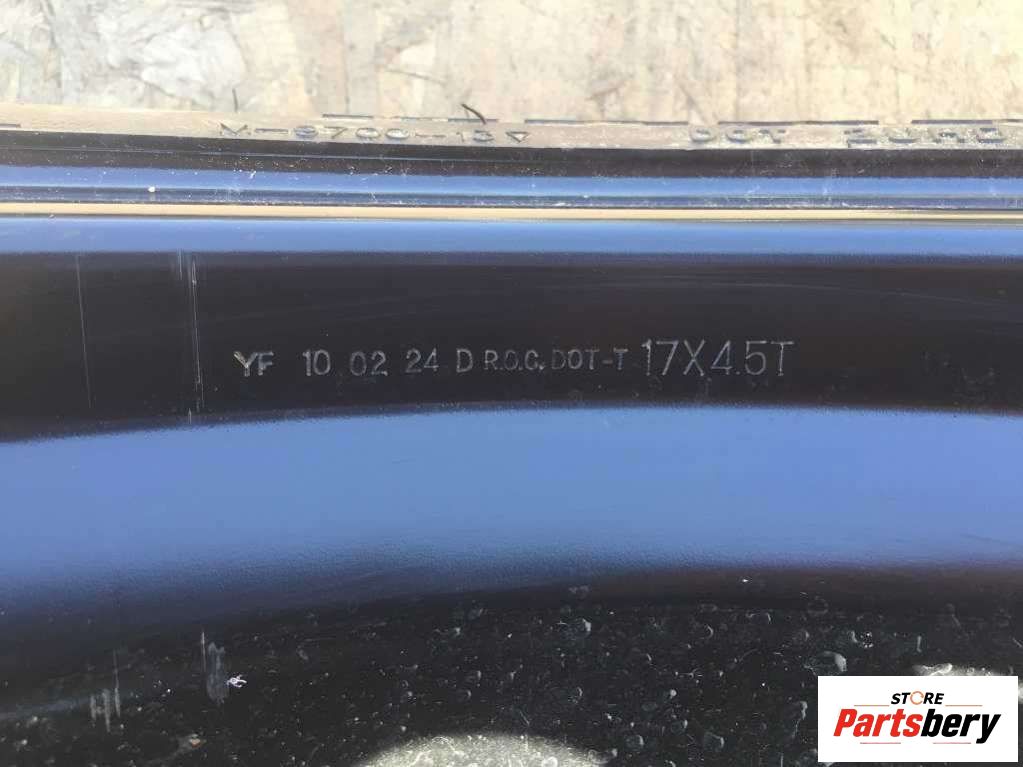 YF 10 02 24 D R.O.C. DOT-T 17X4.5T
STORE
Partsbery